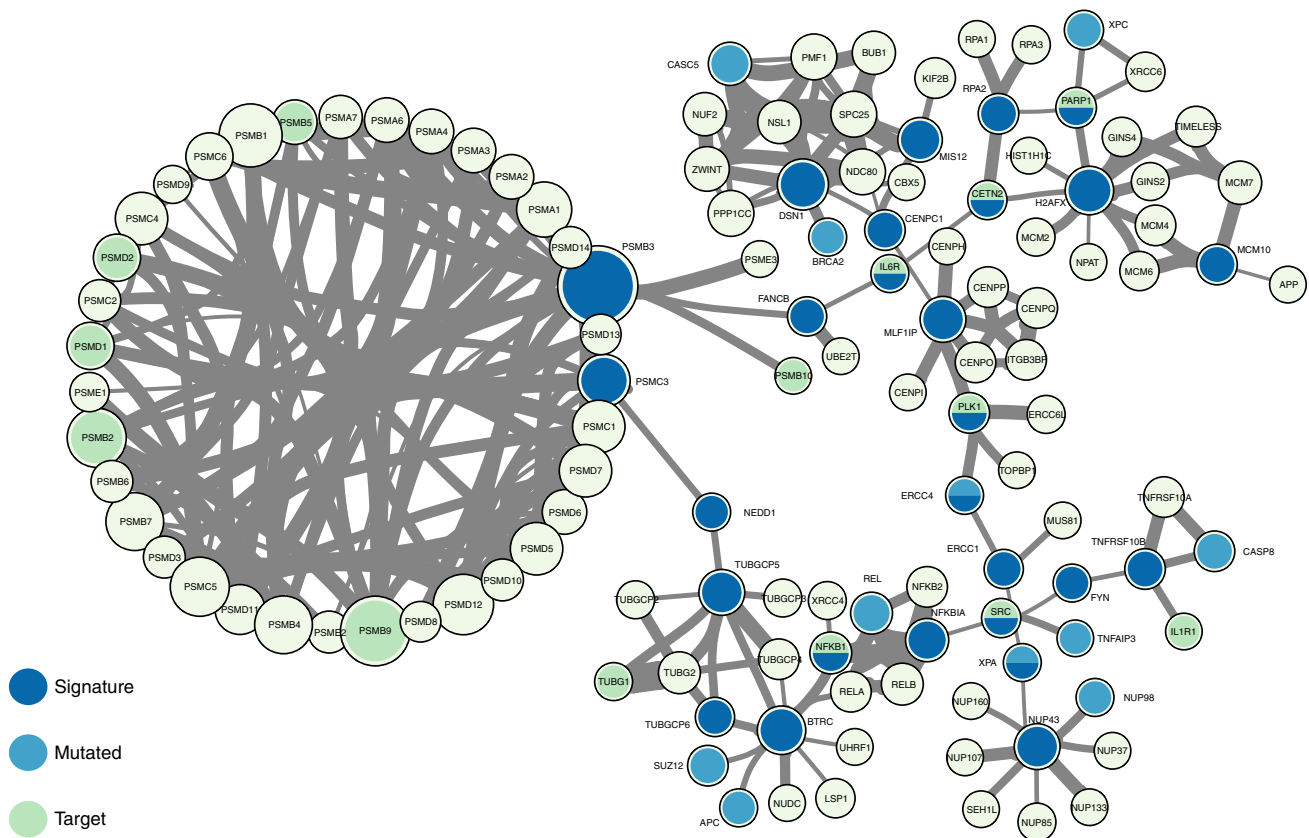 XPC
RPA1
RPA3
PMF1
BUB1
CASC5
XRCC6
KIF2B
RPA2
PARP1
PSMB5
PSMA7
PSMA6
PSMA4
PSMB1
NUF2
NSL1
SPC25
TIMELESS
GINS4
PSMA3
PSMC6
MIS12
HIST1H1C
ZWINT
NDC80
CBX5
PSMA2
PSMD9
GINS2
MCM7
CETN2
H2AFX
PSMC4
PSMA1
PPP1CC
DSN1
CENPC1
MCM4
MCM2
PSMD14
PSMB3
BRCA2
CENPH
MCM10
PSMD2
PSME3
IL6R
NPAT
MCM6
APP
PSMC2
FANCB
CENPP
CENPQ
PSMD13
MLF1IP
PSMD1
UBE2T
CENPO
ITGB3BP
PSMB10
PSMC3
PSME1
CENPI
PLK1
ERCC6L
PSMC1
PSMB2
TOPBP1
PSMD7
PSMB6
ERCC4
TNFRSF10A
PSMB7
PSMD6
NEDD1
MUS81
PSMD5
ERCC1
TNFRSF10B
CASP8
PSMD3
PSMC5
PSMD10
TUBGCP5
REL
NFKB2
FYN
TUBGCP2
TUBGCP3
XRCC4
PSMD11
PSMD12
NFKBIA
SRC
PSMB4
PSME2
PSMB9
PSMD8
IL1R1
TNFAIP3
NFKB1
TUBGCP4
XPA
TUBG1
TUBG2
RELA
RELB
Signature
NUP98
NUP160
TUBGCP6
BTRC
NUP43
UHRF1
NUP37
Mutated
NUP107
SUZ12
LSP1
NUDC
SEH1L
NUP133
APC
NUP85
Target